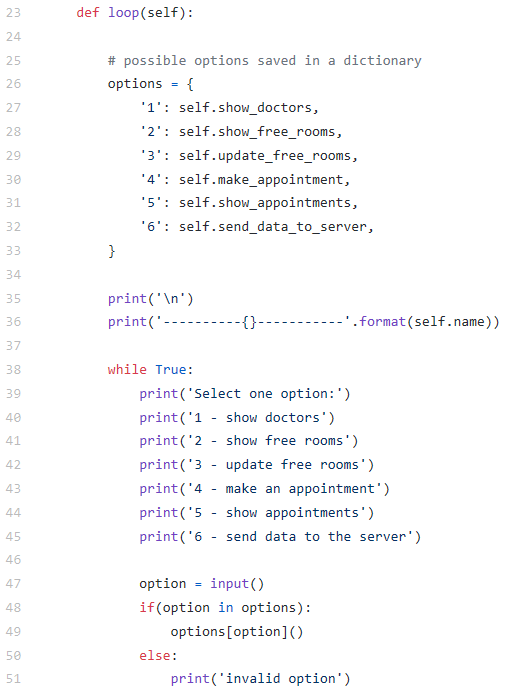 23 def loop(self):
24
25 # possible options saved in a dictionary
26 options = {
27 '1': self.show_doctors,
28 '2': self.show_free_rooms,
29 '3': self.update_free_rooms,
30 '4': self.make_appointment,
31 '5': self.show_appointments,
32 '6': self.send_data_to_server,
33 }
34
35 print('\n')
36 print('----------{}-----------'.format(self.name))
37
38 while True:
39 print('Select one option:')
40 print('1 - show doctors')
41 print('2 - show free rooms')
42 print('3 - update free rooms')
43 print('4 - make an appointment')
44 print('5 - show appointments')
45 print('6 - send data to the server')
46
47 option = input()
48 if(option in options):
49 options[option]()
50 else:
51 print('invalid option')